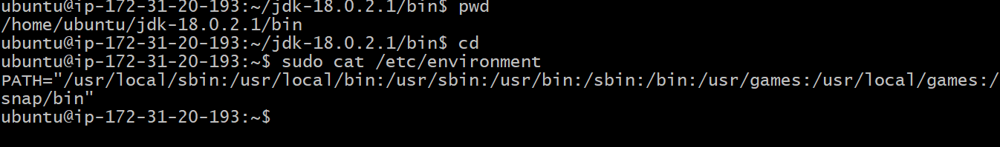 ubuntu@ip-172-31-20-193:~/jdk-18.0.2.1/bin$ pwd
/home/ubuntu/jdk-18.0.2.1/bin
ubuntu@ip-172-31-20-193:~/jdk-18.0.2.1/bin$ cd
ubuntu@ip-172-31-20-193:~$ sudo cat /etc/environment
PATH="/usr/local/sbin:/usr/local/bin:/usr/sbin:/usr/bin:/sbin:/bin:/usr/games:/usr/local/games:/
snap/bin"
ubuntu@ip-172-31-20-193:~$